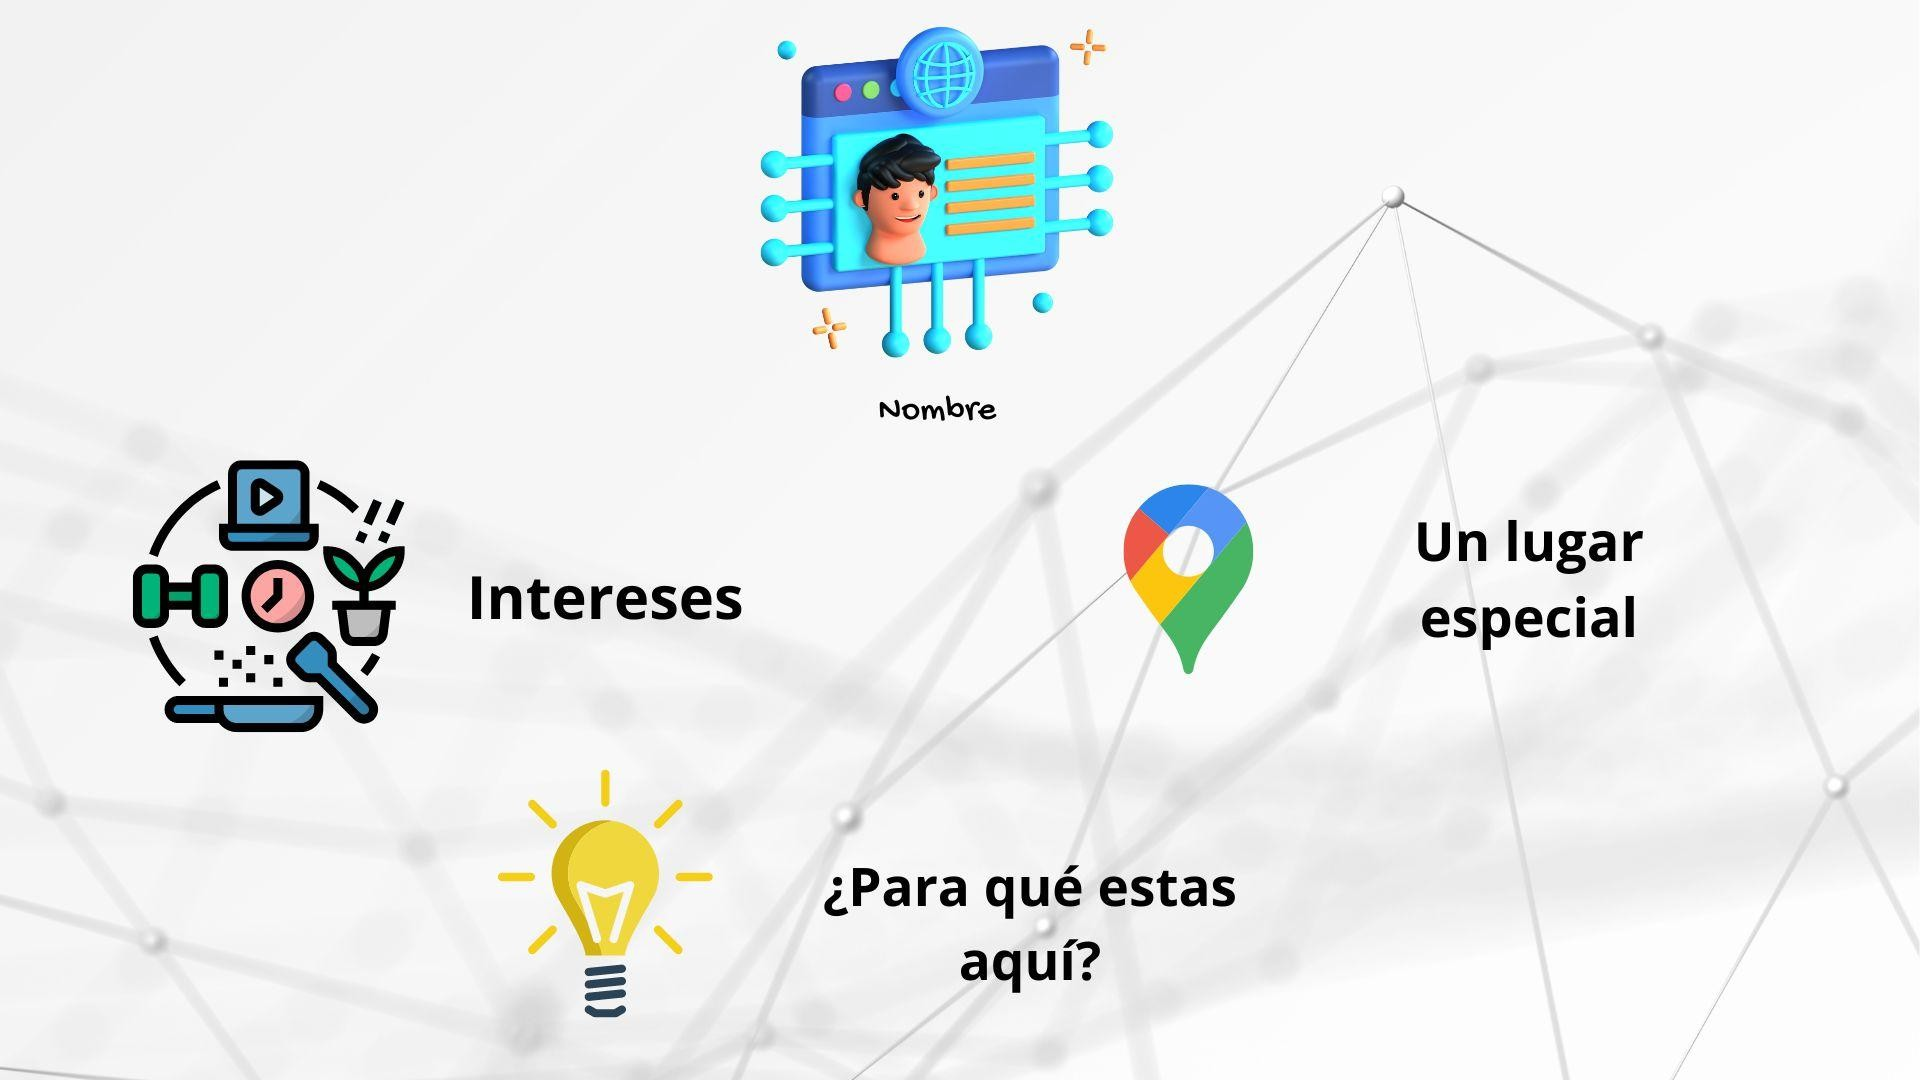 Nombre
Intereses
Un lugar
especial
¿Para qué estas
aquí?